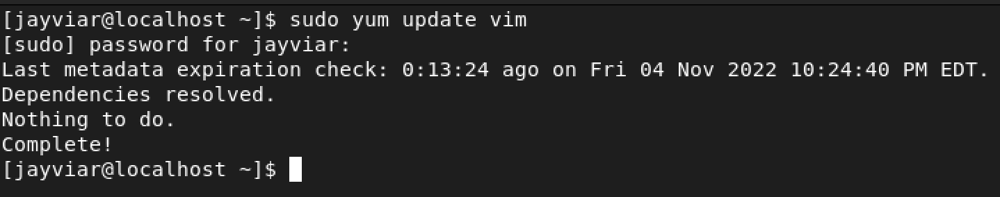 [jayviar@localhost ~]$ sudo yum update vim
[sudo] password for jayviar:
Last metadata expiration check: 0:13:24 ago on Fri 04 Nov 2022 10:24:40 PM EDT.
Dependencies resolved.
Nothing to do.
Complete!
[jayviar@localhost ~]$